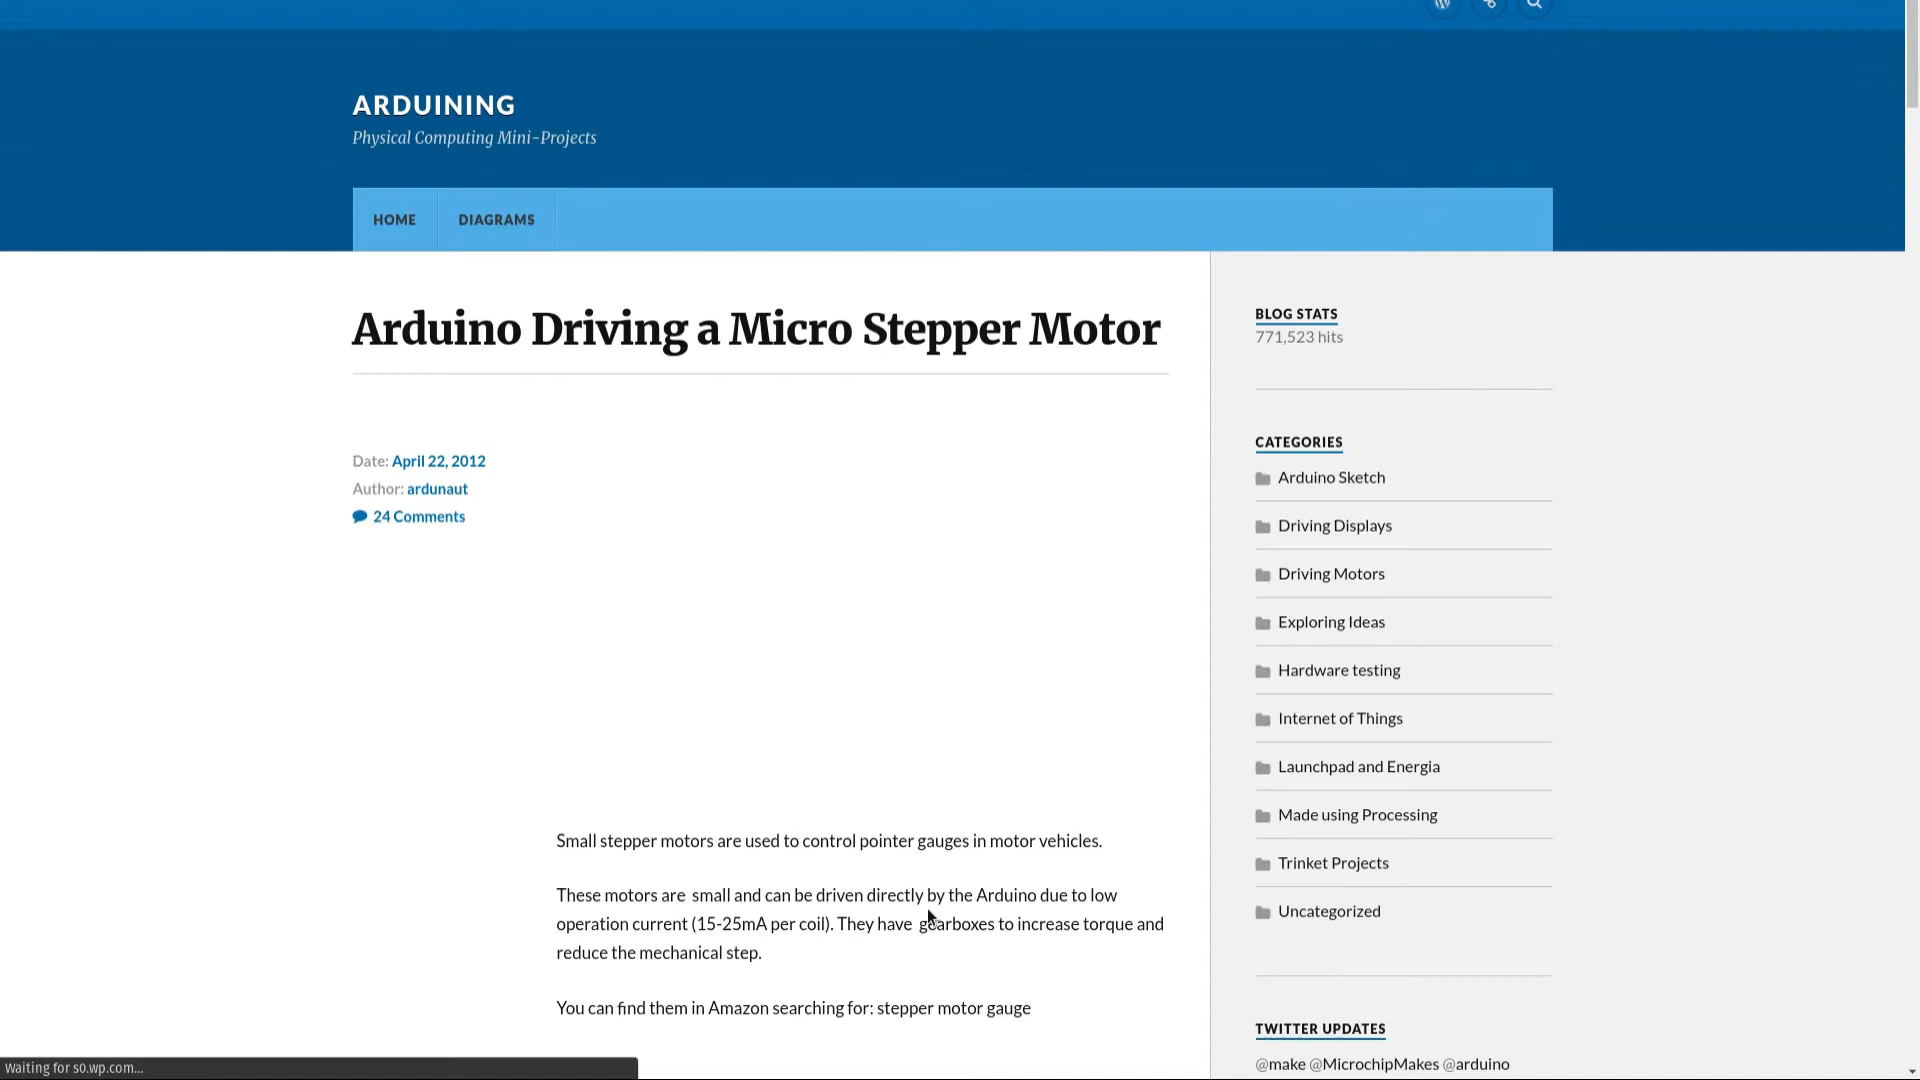 ARDUINING
Physical Computing Mini-Projects
HOME
DIAGRAMS
Arduino Driving a Micro Stepper Motor
Date: April 22, 2012
Author: ardunaut
24 Comments
Small stepper motors are used to control pointer gauges in motor vehicles.
These motors are small and can be driven directly by the Arduino due to low
operation current (15-25mA per coil). They have gearboxes to increase torque and
reduce the mechanical step.
You can find them in Amazon searching for: stepper motor gauge
BLOG STATS
771,523 hits
CATEGORIES
Arduino Sketch
Driving Displays
Driving Motors
Exploring Ideas
Hardware testing
Internet of Things
Launchpad and Energia
Made using Processing
Trinket Projects
Uncategorized
TWITTER UPDATES
@make @MicrochipMakes @arduino
Waiting for s0.wp.com...